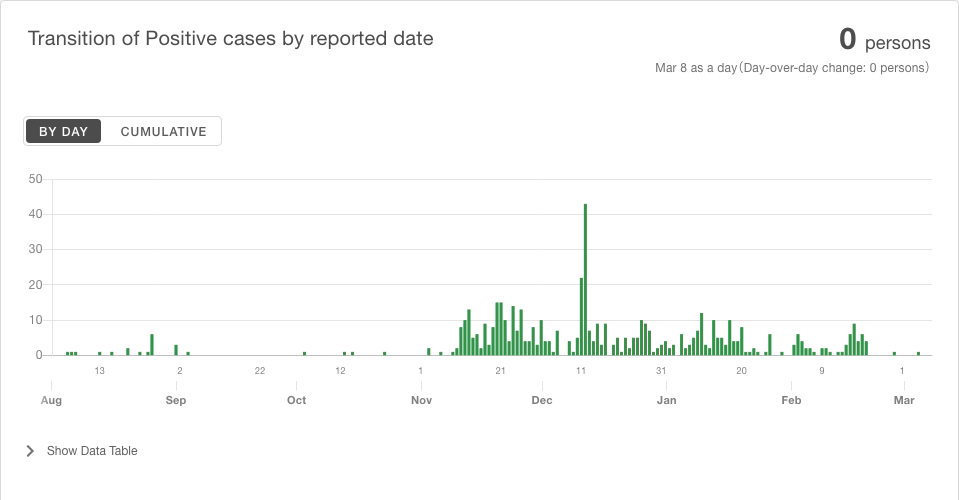 Transition of Positive cases by reported date
0 persons
Mar 8 as a day(Day-over-day change: 0 persons)
BY DAY CUMULATIVE
50
40
30
20
10
0
13 2 22 12 1 21 11 31 20 9 1
Aug Sep Oct Nov Dec Jan Feb Mar
Show Data Table